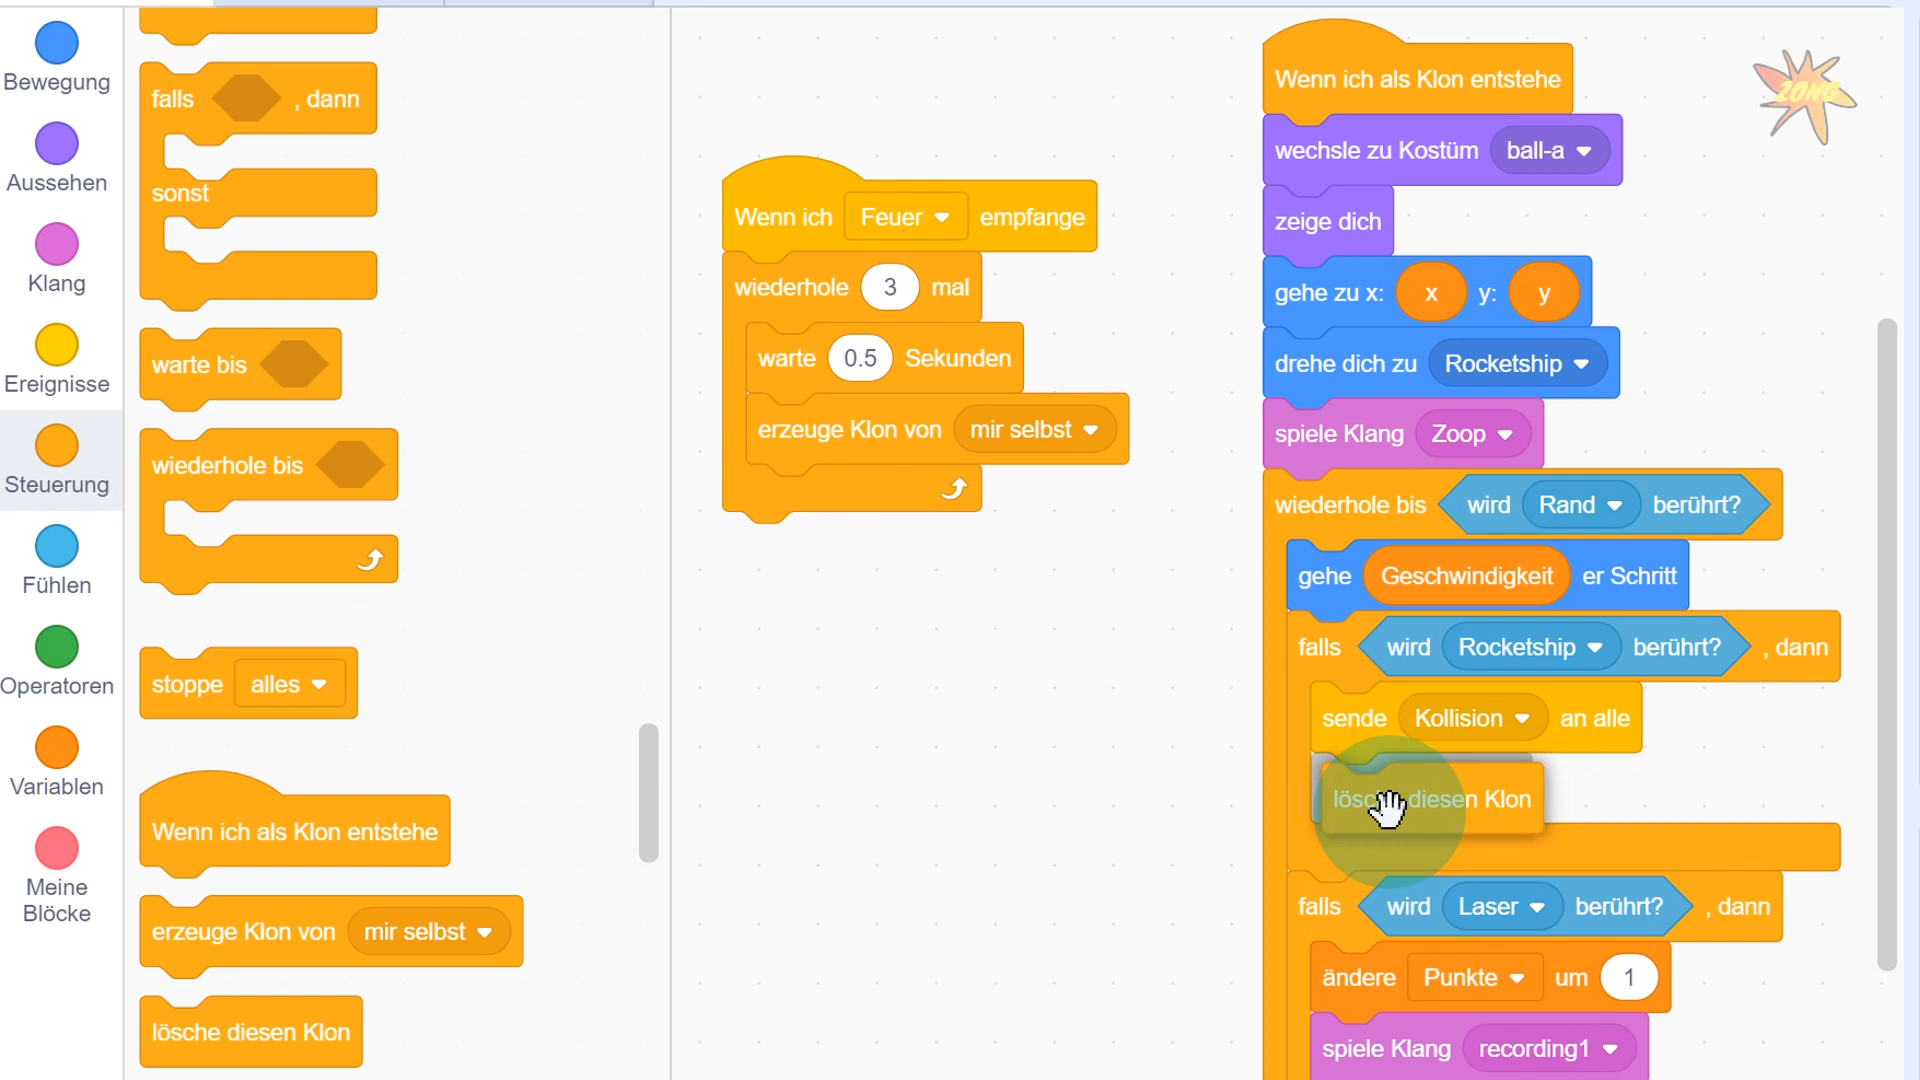 Bewegung
Aussehen
Klang
Ereignisse
Steuerung
Fühlen
Operatoren
Variablen
Meine
Blöcke
falls , dann
sonst
warte bis
wiederhole bis
stoppe alles
Wenn ich als Klon entstehe
erzeuge Klon von mir selbst
lösche diesen Klon
Wenn ich Feuer empfange
wiederhole 3 mal
warte 0.5 Sekunden
erzeuge Klon von mir selbst
Wenn ich als Klon entstehe
wechsle zu Kostüm ball-a
zeige dich
gehe zu x: x y: y
drehe dich zu Rocketship
spiele Klang Zoop
wiederhole bis wird Rand berührt?
gehe Geschwindigkeit er Schritt
falls wird Rocketship berührt? , dann
sende Kollision an alle
lösche diesen Klon
falls wird Laser berührt? , dann
ändere Punkte um 1
spiele Klang recording1
ZONG